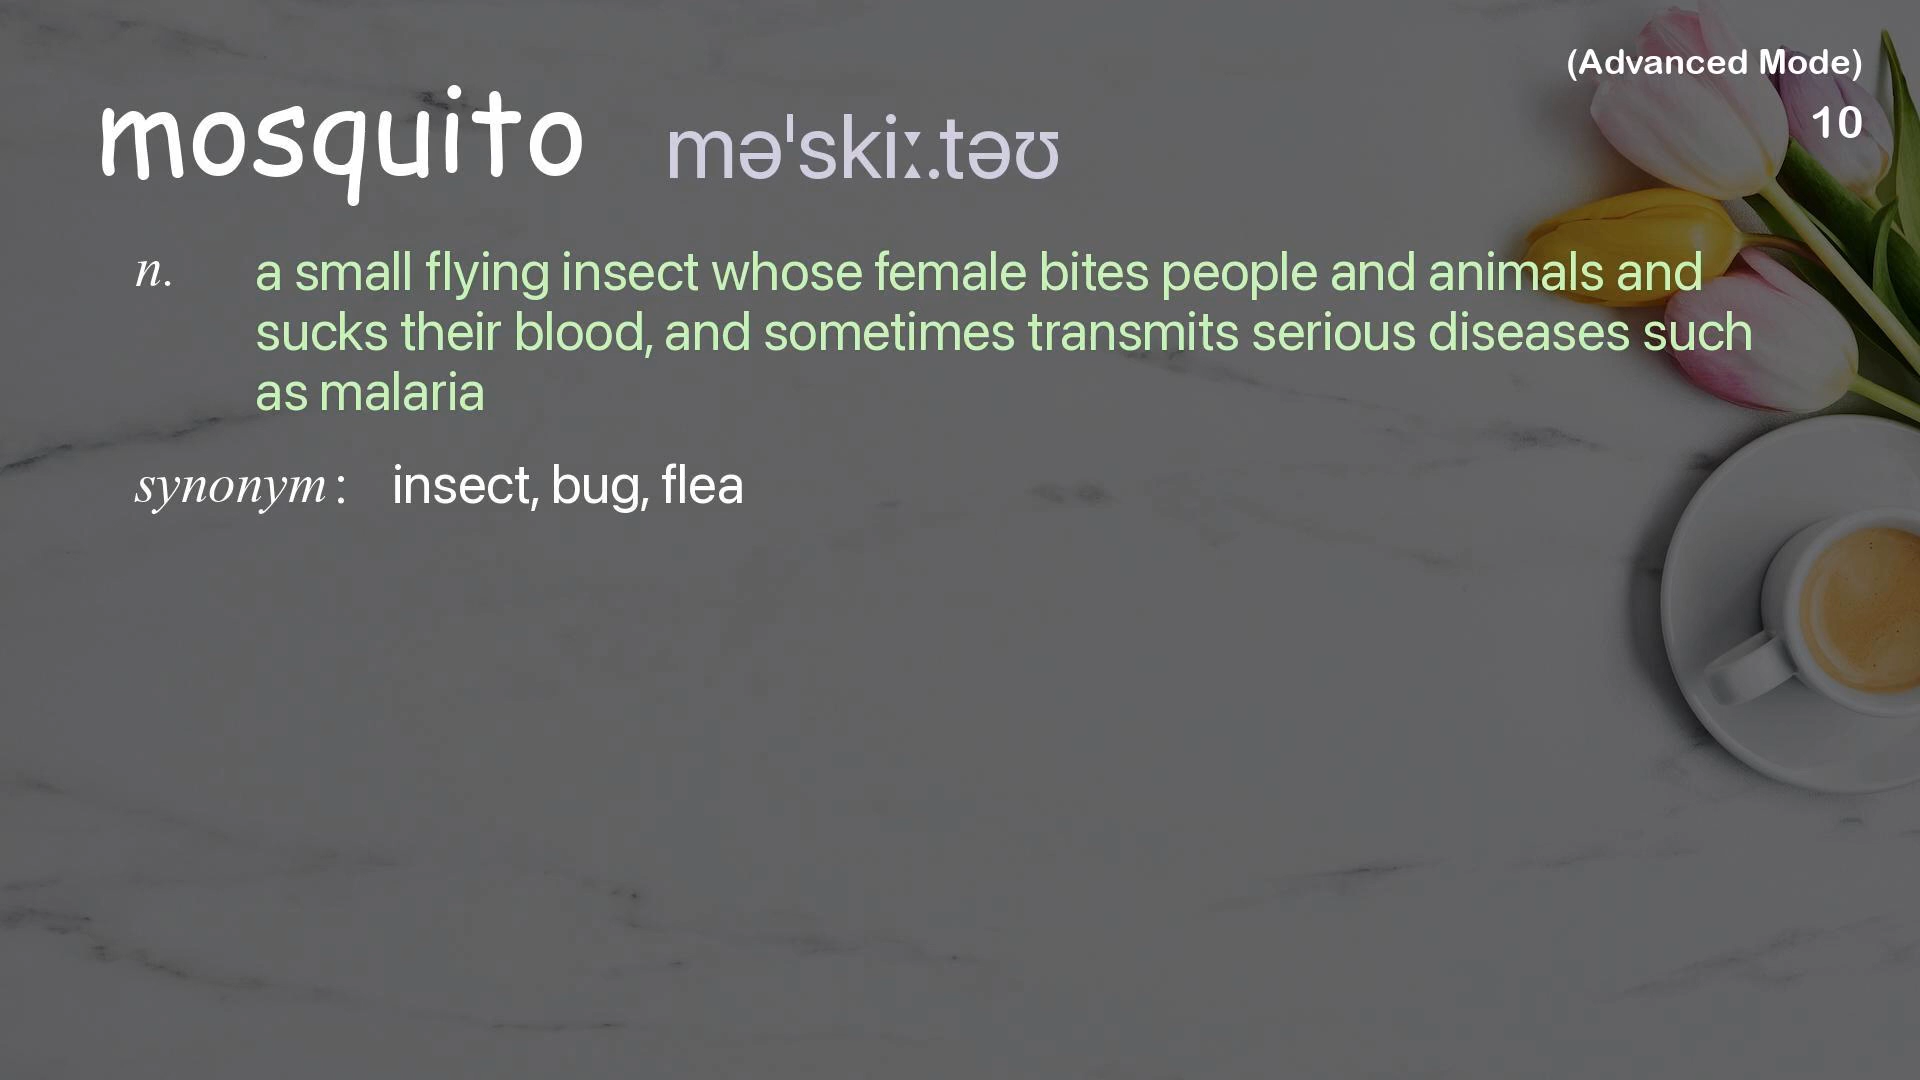 (Advanced Mode)
10
mosquito məˈskiː.təʊ
n. a small flying insect whose female bites people and animals and
sucks their blood, and sometimes transmits serious diseases such
as malaria
synonym: insect, bug, flea